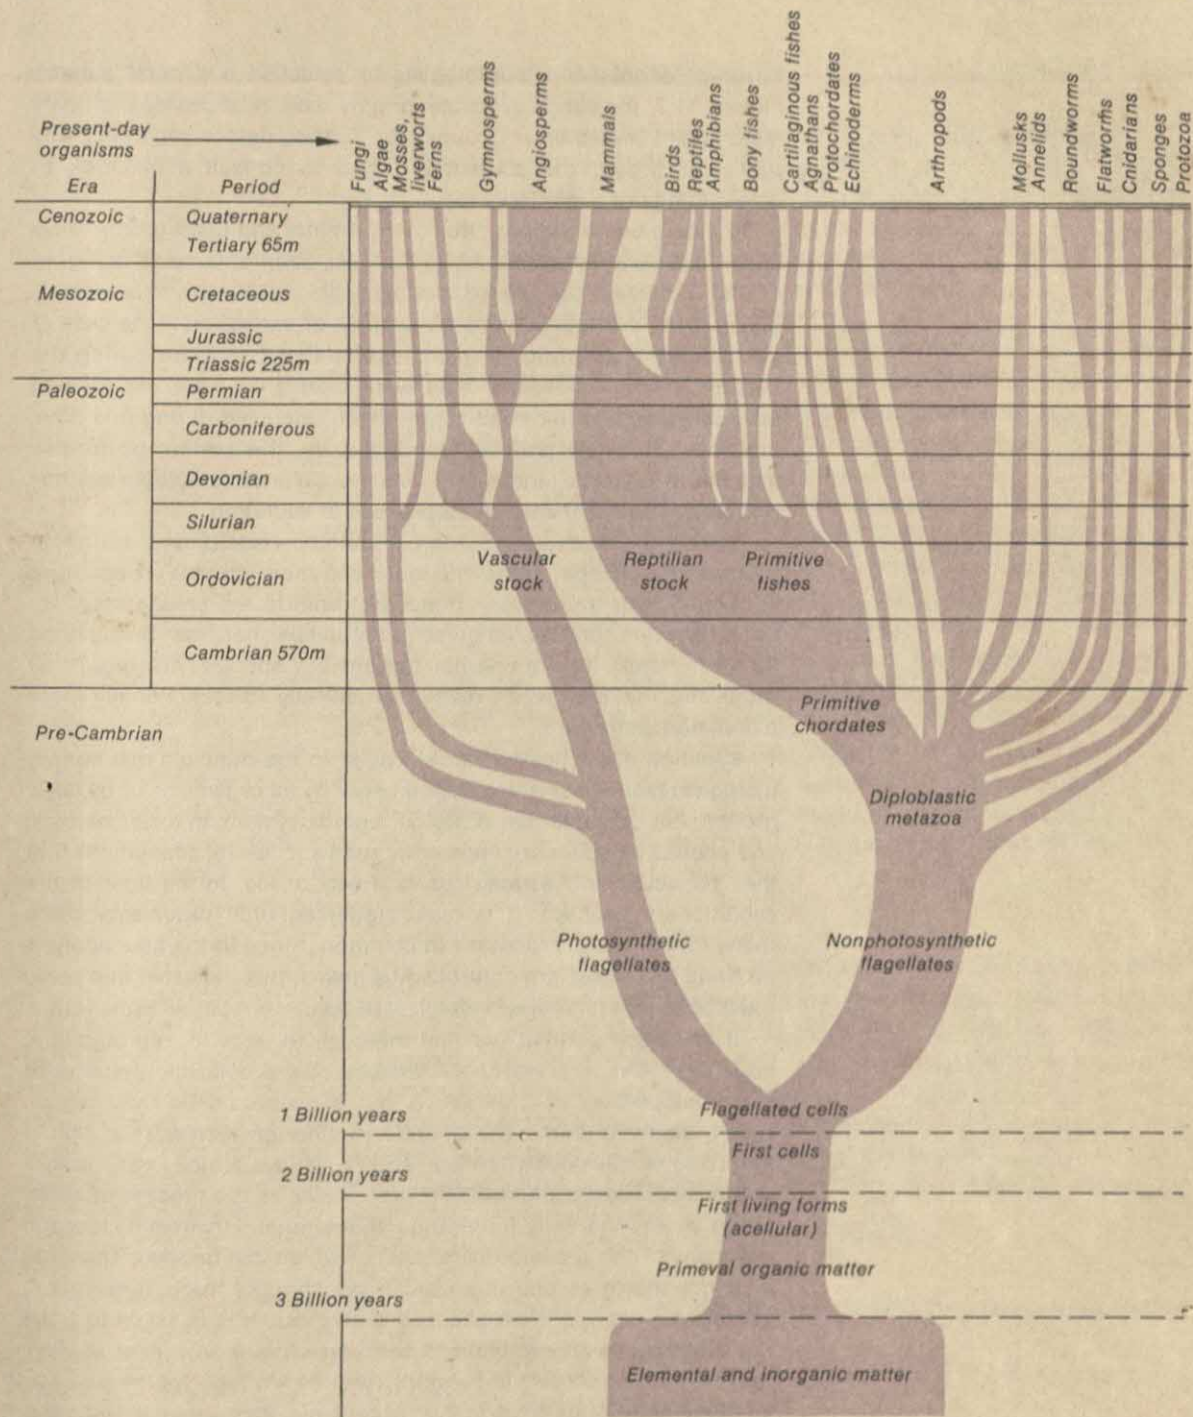 Present-day
organisms
Fungi
Algae
Mosses,
liverworts
Ferns
Gymnosperms
Angiosperms
Mammals
Birds
Reptiles
Amphibians
Bony fishes
Cartilaginous fishes
Agnathans
Protochordates
Echinoderms
Arthropods
Mollusks
Annelids
Roundworms
Flatworms
Cnidarians
Sponges
Protozoa
Era
Period
Cenozoic
Quaternary
Tertiary 65m
Mesozoic
Cretaceous
Jurassic
Triassic 225m
Paleozoic
Permian
Carboniferous
Devonian
Silurian
Ordovician
Vascular
stock
Reptilian
stock
Primitive
fishes
Cambrian 570m
Pre-Cambrian
Primitive
chordates
Diploblastic
metazoa
Photosynthetic
flagellates
Nonphotosynthetic
flagellates
1 Billion years
Flagellated cells
First cells
2 Billion years
First living forms
(acellular)
Primeval organic matter
3 Billion years
Elemental and inorganic matter